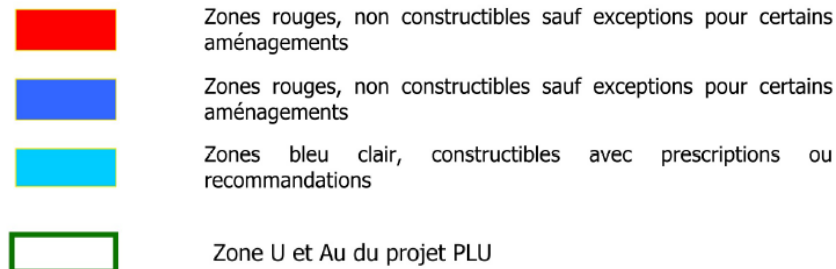 Zones rouges, non constructibles sauf exceptions pour certains
aménagements
Zones rouges, non constructibles sauf exceptions pour certains
aménagements
Zones bleu clair, constructibles avec prescriptions ou
recommandations
Zone U et Au du projet PLU